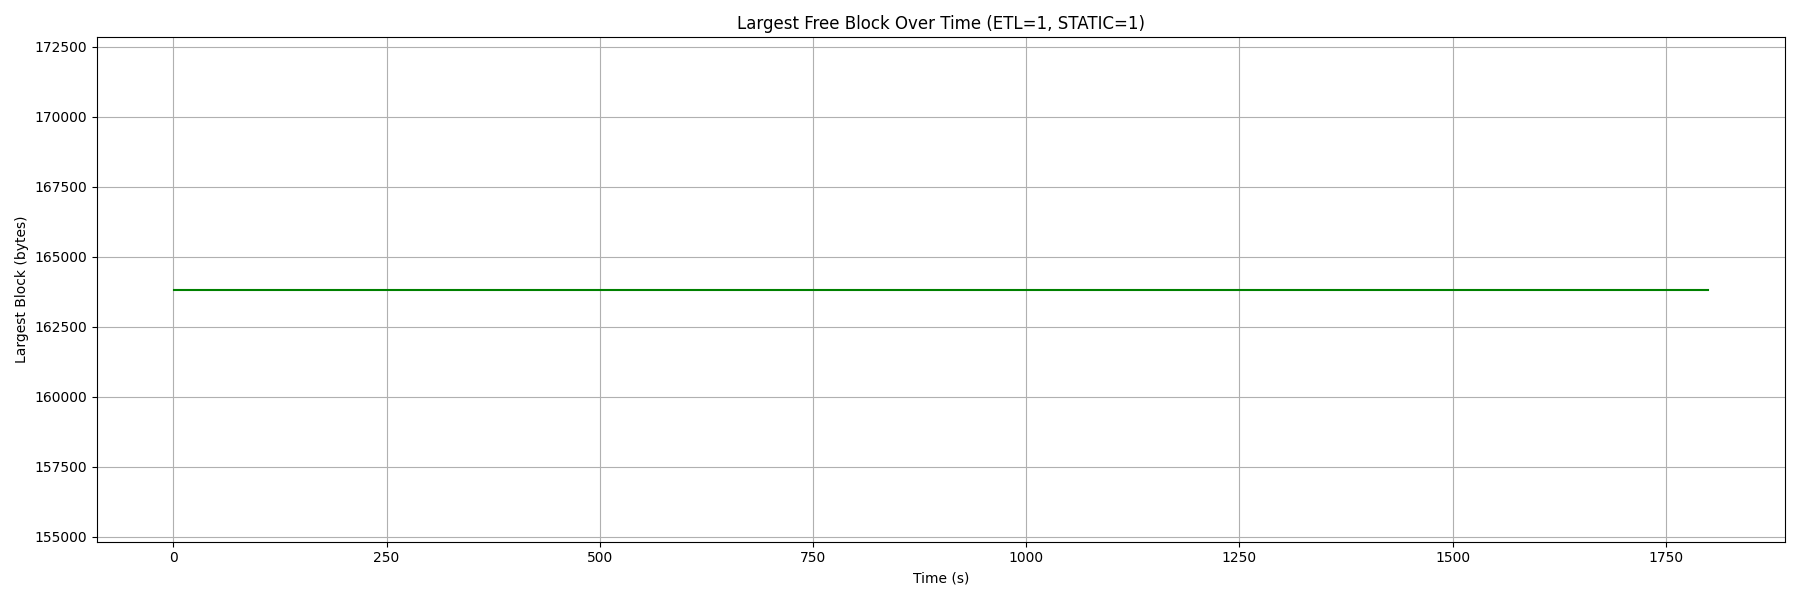 Largest Free Block Over Time (ETL=1, STATIC=1)
172500
170000
167500
165000
162500
160000
157500
155000
Largest Block (bytes)
0 250 500 750 1000 1250 1500 1750
Time (s)